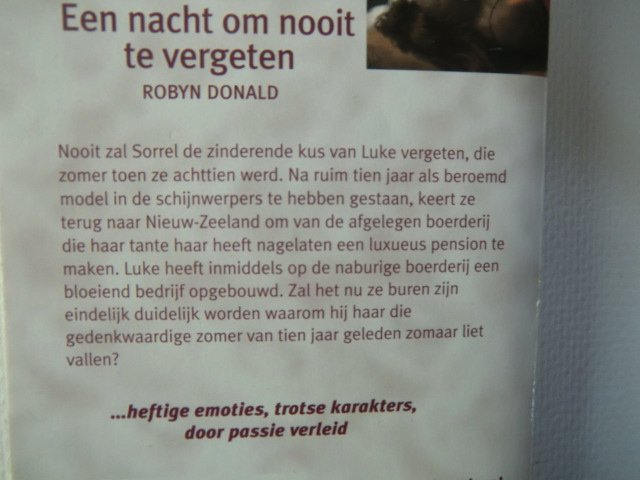 Een nacht om nooit
te vergeten
ROBYN DONALD
Nooit zal Sorrel de zinderende kus van Luke vergeten, die
zomer toen ze achttien werd. Na ruim tien jaar als beroemd
model in de schijnwerpers te hebben gestaan, keert ze
terug naar Nieuw-Zeeland om van de afgelegen boerderij
die haar tante haar heeft nagelaten een luxueus pension te
maken. Luke heeft inmiddels op de naburige boerderij een
bloeiend bedrijf opgebouwd. Zal het nu ze buren zijn
eindelijk duidelijk worden waarom hij haar die
gedenkwaardige zomer van tien jaar geleden zomaar liet
vallen?
...heftige emoties, trotse karakters,
door passie verleid